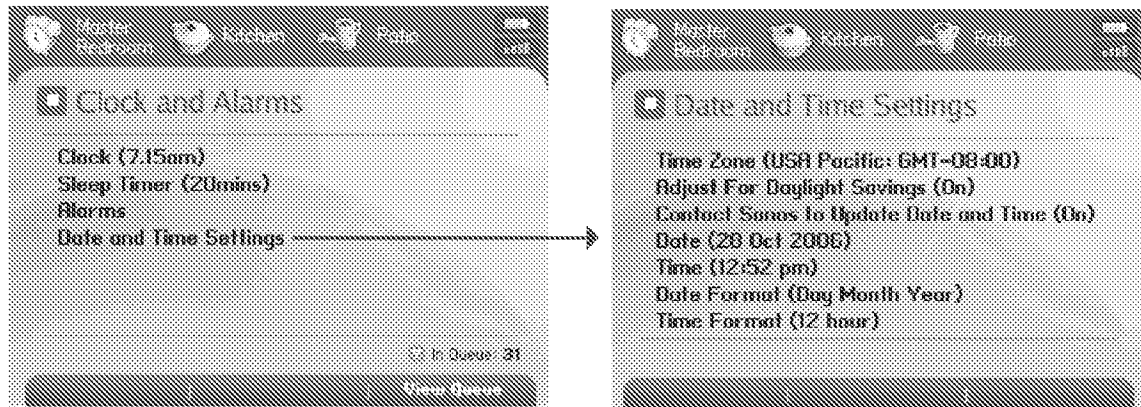 Master
Bedroom
Kitchen
Patio
Clock and Alarms
Clock (7.15am)
Sleep Timer (20mins)
Alarms
Date and Time Settings
In Queue: 31
View Queue
Master
Bedroom
Kitchen
Patio
Date and Time Settings
Time Zone (USA Pacific: GMT-08:00)
Adjust For Daylight Savings (On)
Contact Sonos to Update Date and Time (On)
Date (20 Oct 2006)
Time (12:52 pm)
Date Format (Day Month Year)
Time Format (12 hour)